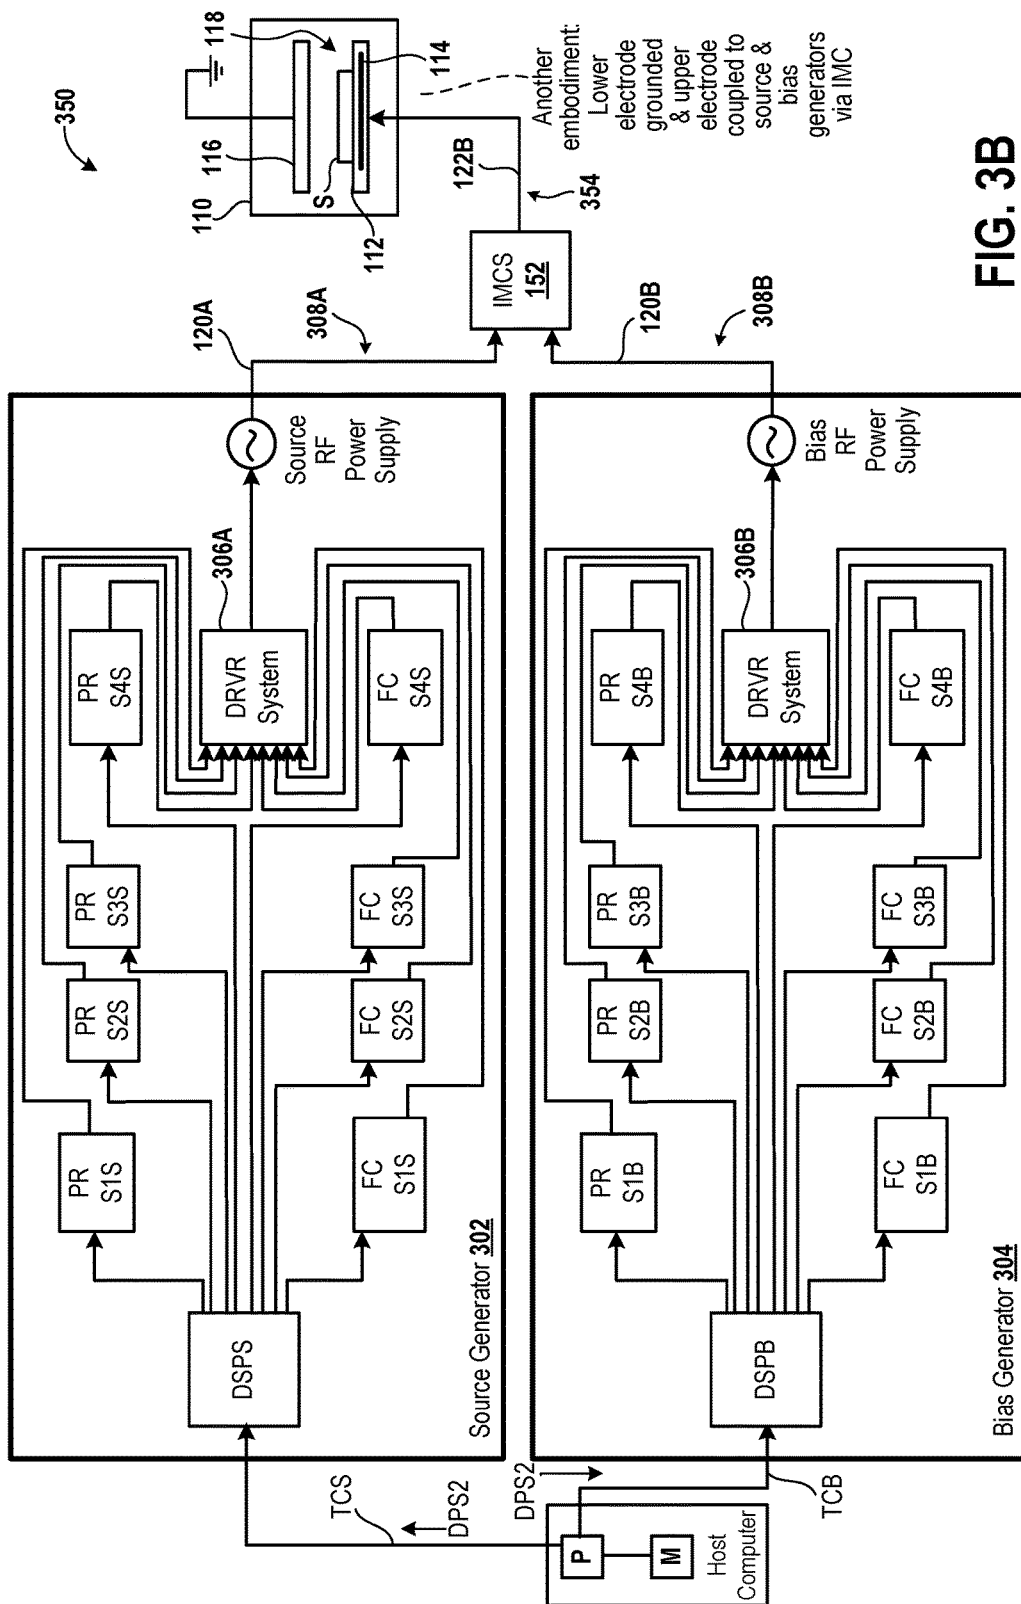 350
110
116
118
S
112
114
122B
354
Another
embodiment:
Lower
electrode
grounded
& upper
electrode
coupled to
source &
bias
generators
via IMC
IMCS
152
120A
308A
120B
308B
Source
RF
Power
Supply
306A
DRVR
System
PR
S4S
FC
S4S
PR
S3S
FC
S3S
PR
S2S
FC
S2S
PR
S1S
FC
S1S
DSPS
Source Generator 302
Bias
RF
Power
Supply
306B
DRVR
System
PR
S4B
FC
S4B
PR
S3B
FC
S3B
PR
S2B
FC
S2B
PR
S1B
FC
S1B
DSPB
Bias Generator 304
TCS
DPS2
DPS2
TCB
P
M
Host
Computer
FIG. 3B